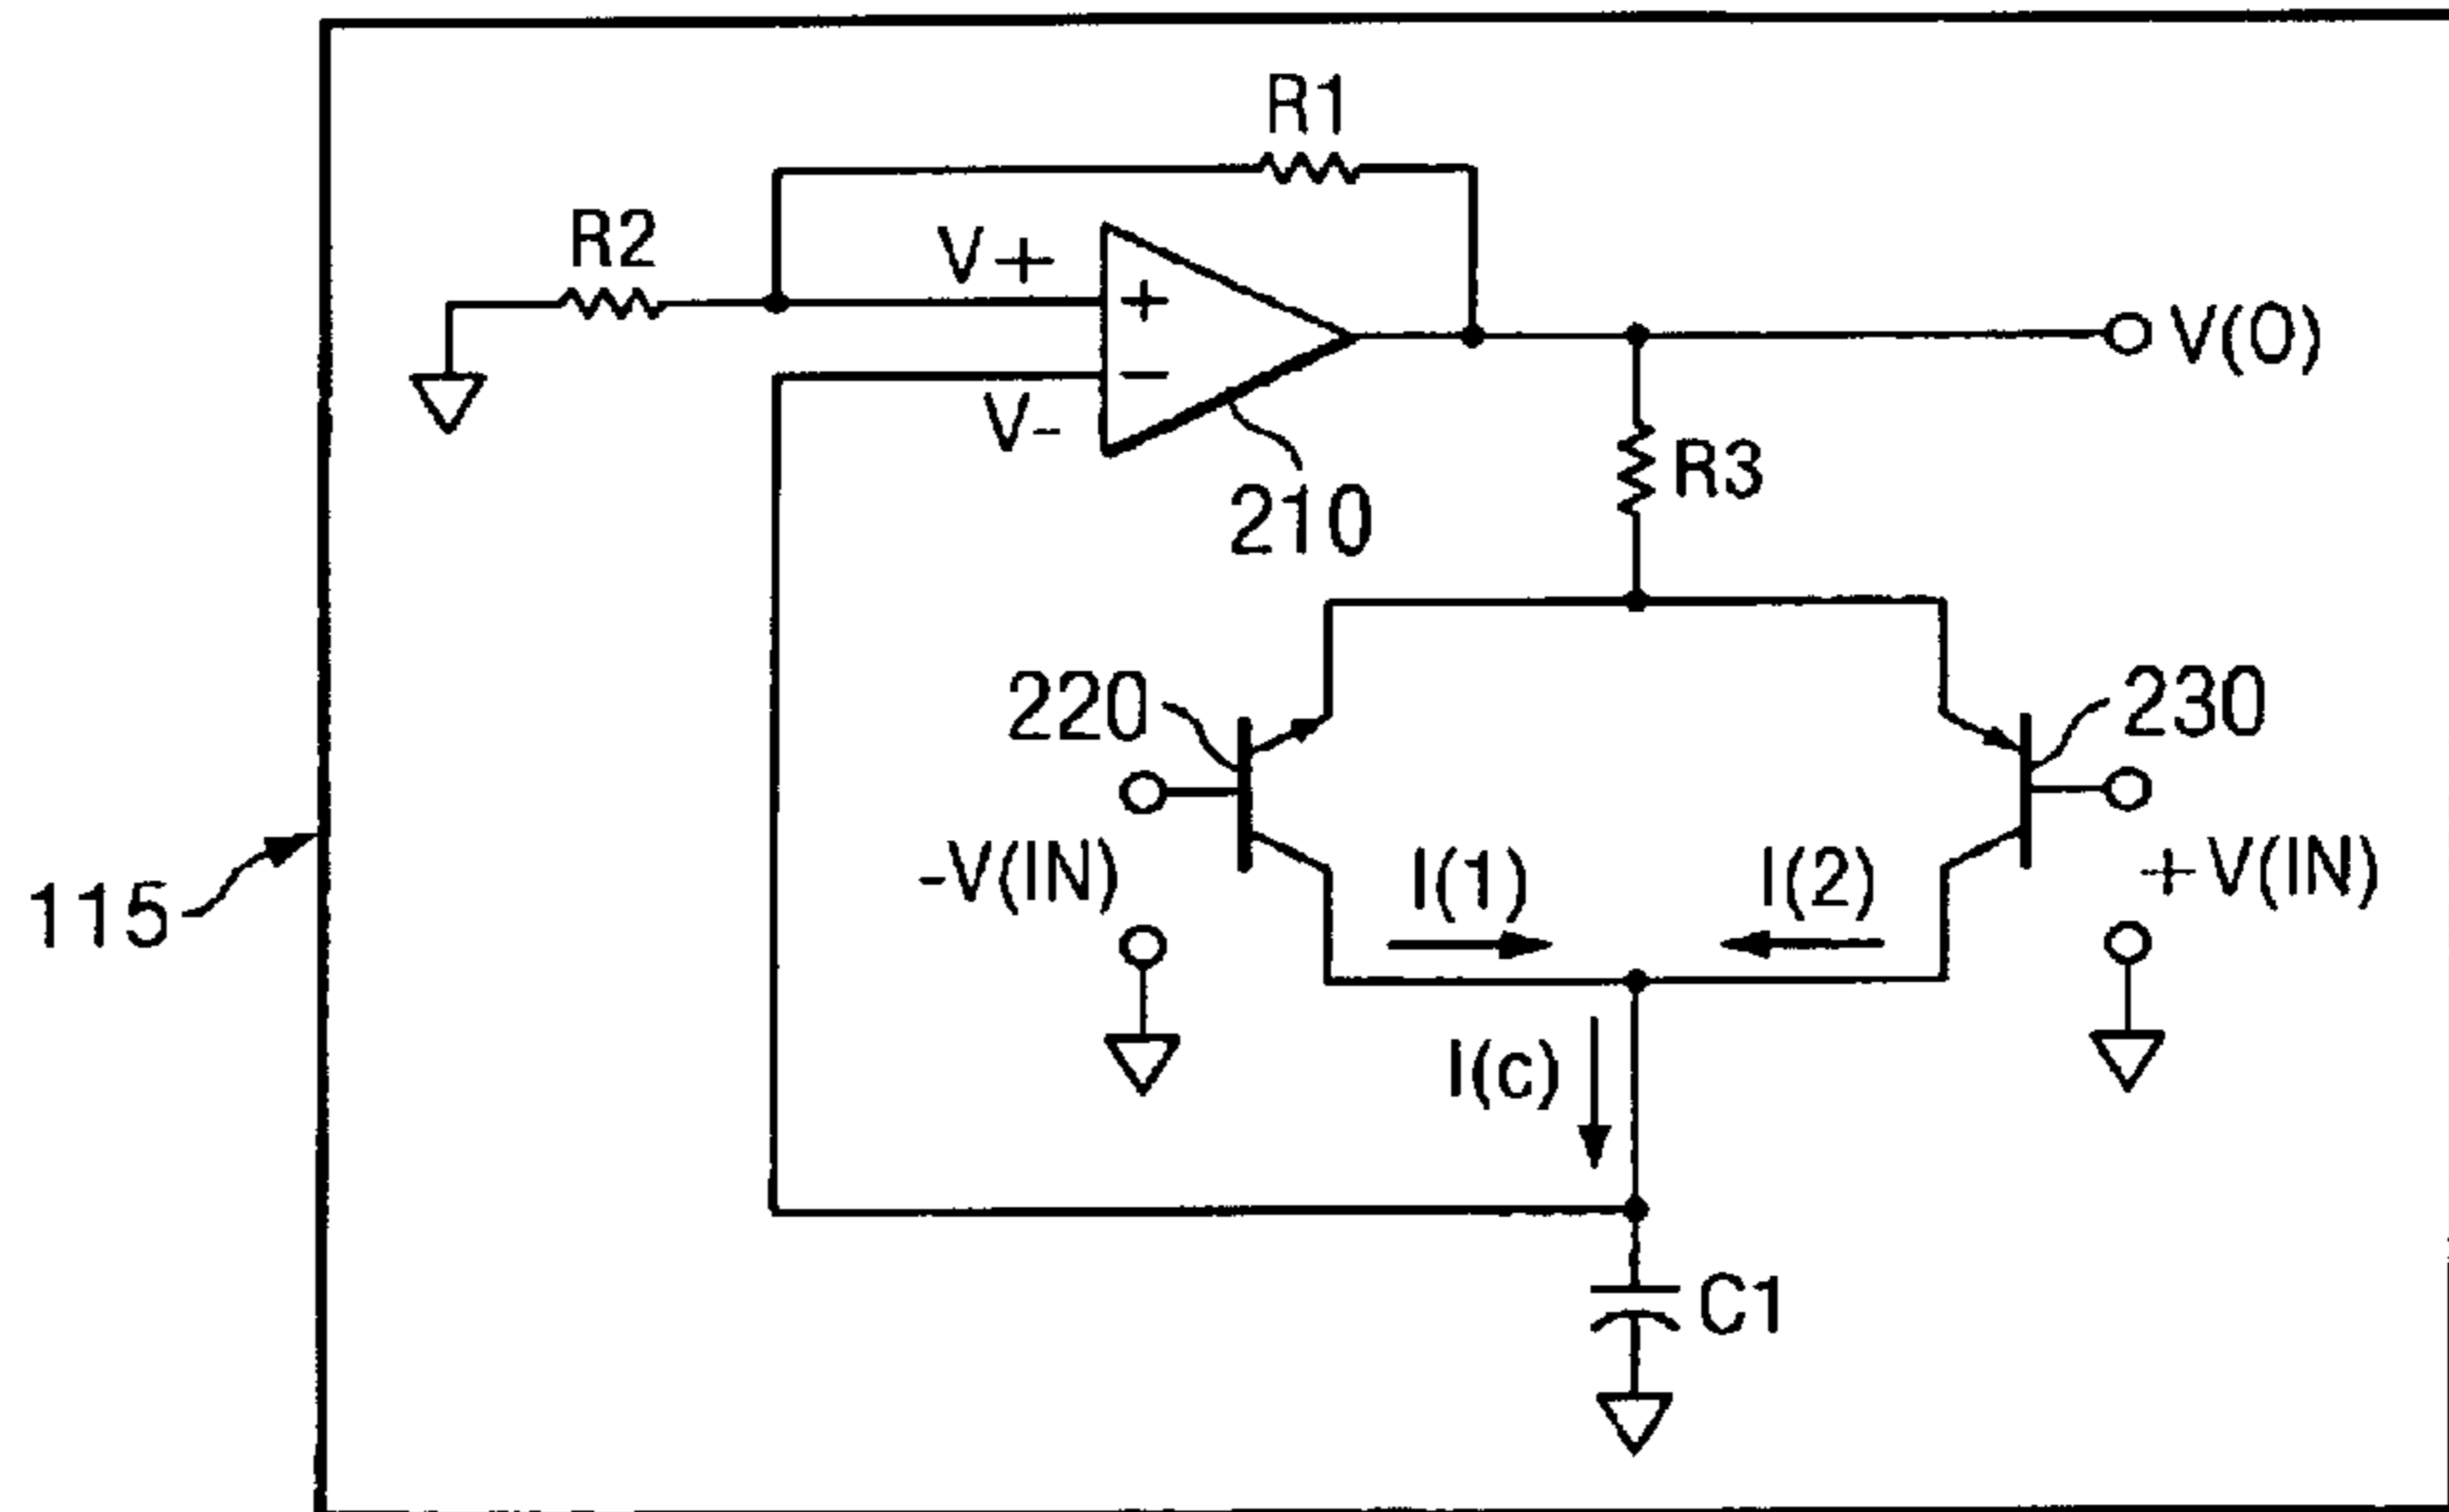 R1
R2
V+
+
V(O)
−
V-
R3
210
220
230
-V(IN)
I(1)
I(2)
+V(IN)
115
I(c)
C1